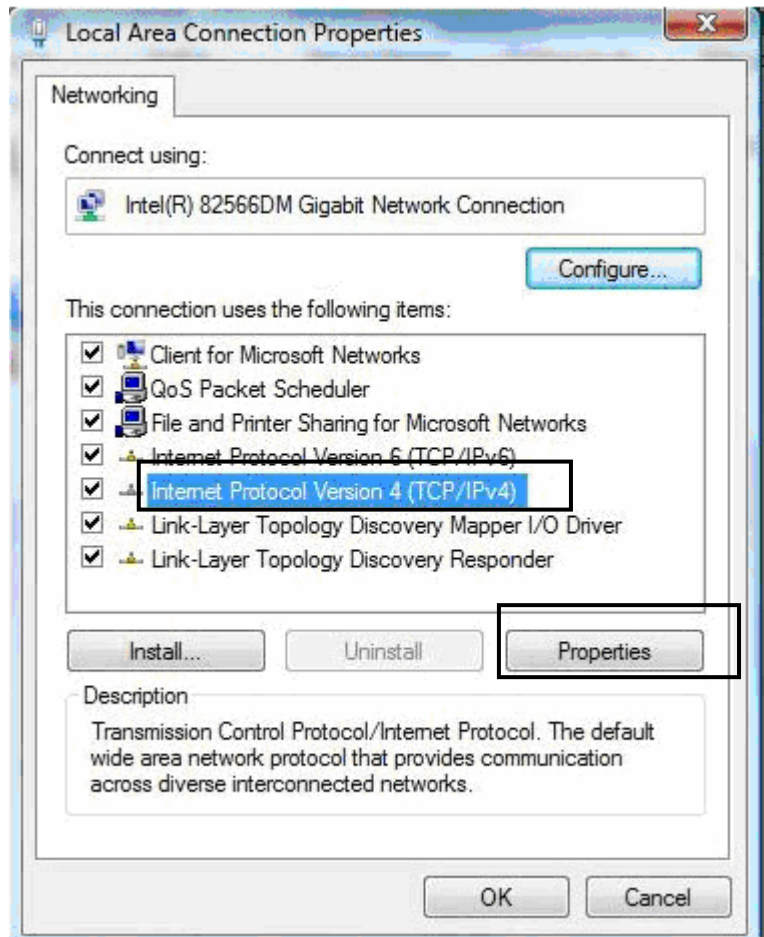 Local Area Connection Properties
Networking
Connect using:
Intel(R) 82566DM Gigabit Network Connection
Configure...
This connection uses the following items:
Client for Microsoft Networks
QoS Packet Scheduler
File and Printer Sharing for Microsoft Networks
Internet Protocol Version 6 (TCP/IPv6)
Internet Protocol Version 4 (TCP/IPv4)
Link-Layer Topology Discovery Mapper I/O Driver
Link-Layer Topology Discovery Responder
Install... Uninstall Properties
Description
Transmission Control Protocol/Internet Protocol. The default
wide area network protocol that provides communication
across diverse interconnected networks.
OK Cancel